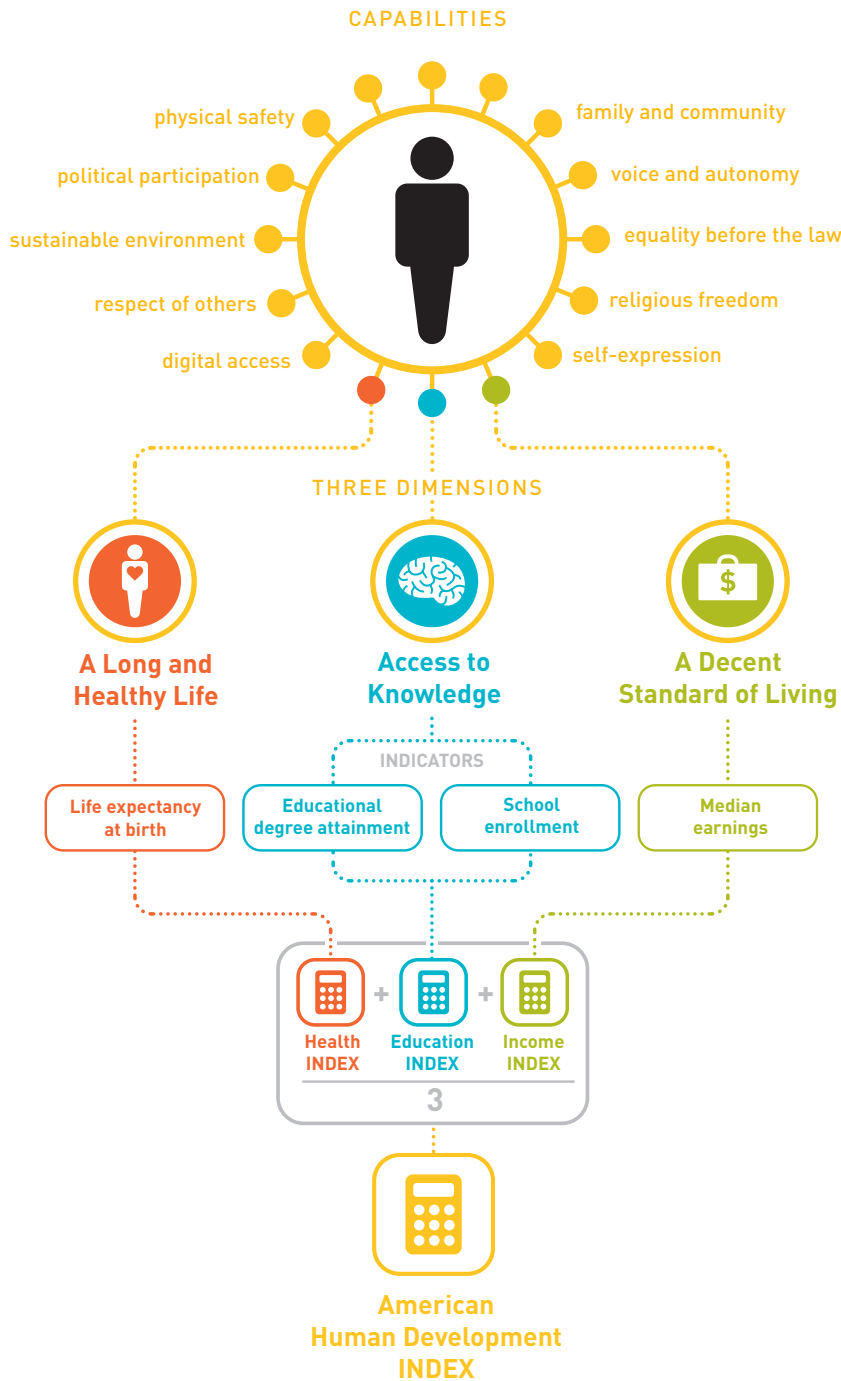 CAPABILITIES
physical safety
political participation
sustainable environment
respect of others
digital access
family and community
voice and autonomy
equality before the law
religious freedom
self-expression
THREE DIMENSIONS
$
A Long and
Healthy Life
Access to
Knowledge
A Decent
Standard of Living
INDICATORS
Life expectancy
at birth
Educational
degree attainment
School
enrollment
Median
earnings
+ +
Health
INDEX
Education
INDEX
Income
INDEX
3
American
Human Development
INDEX